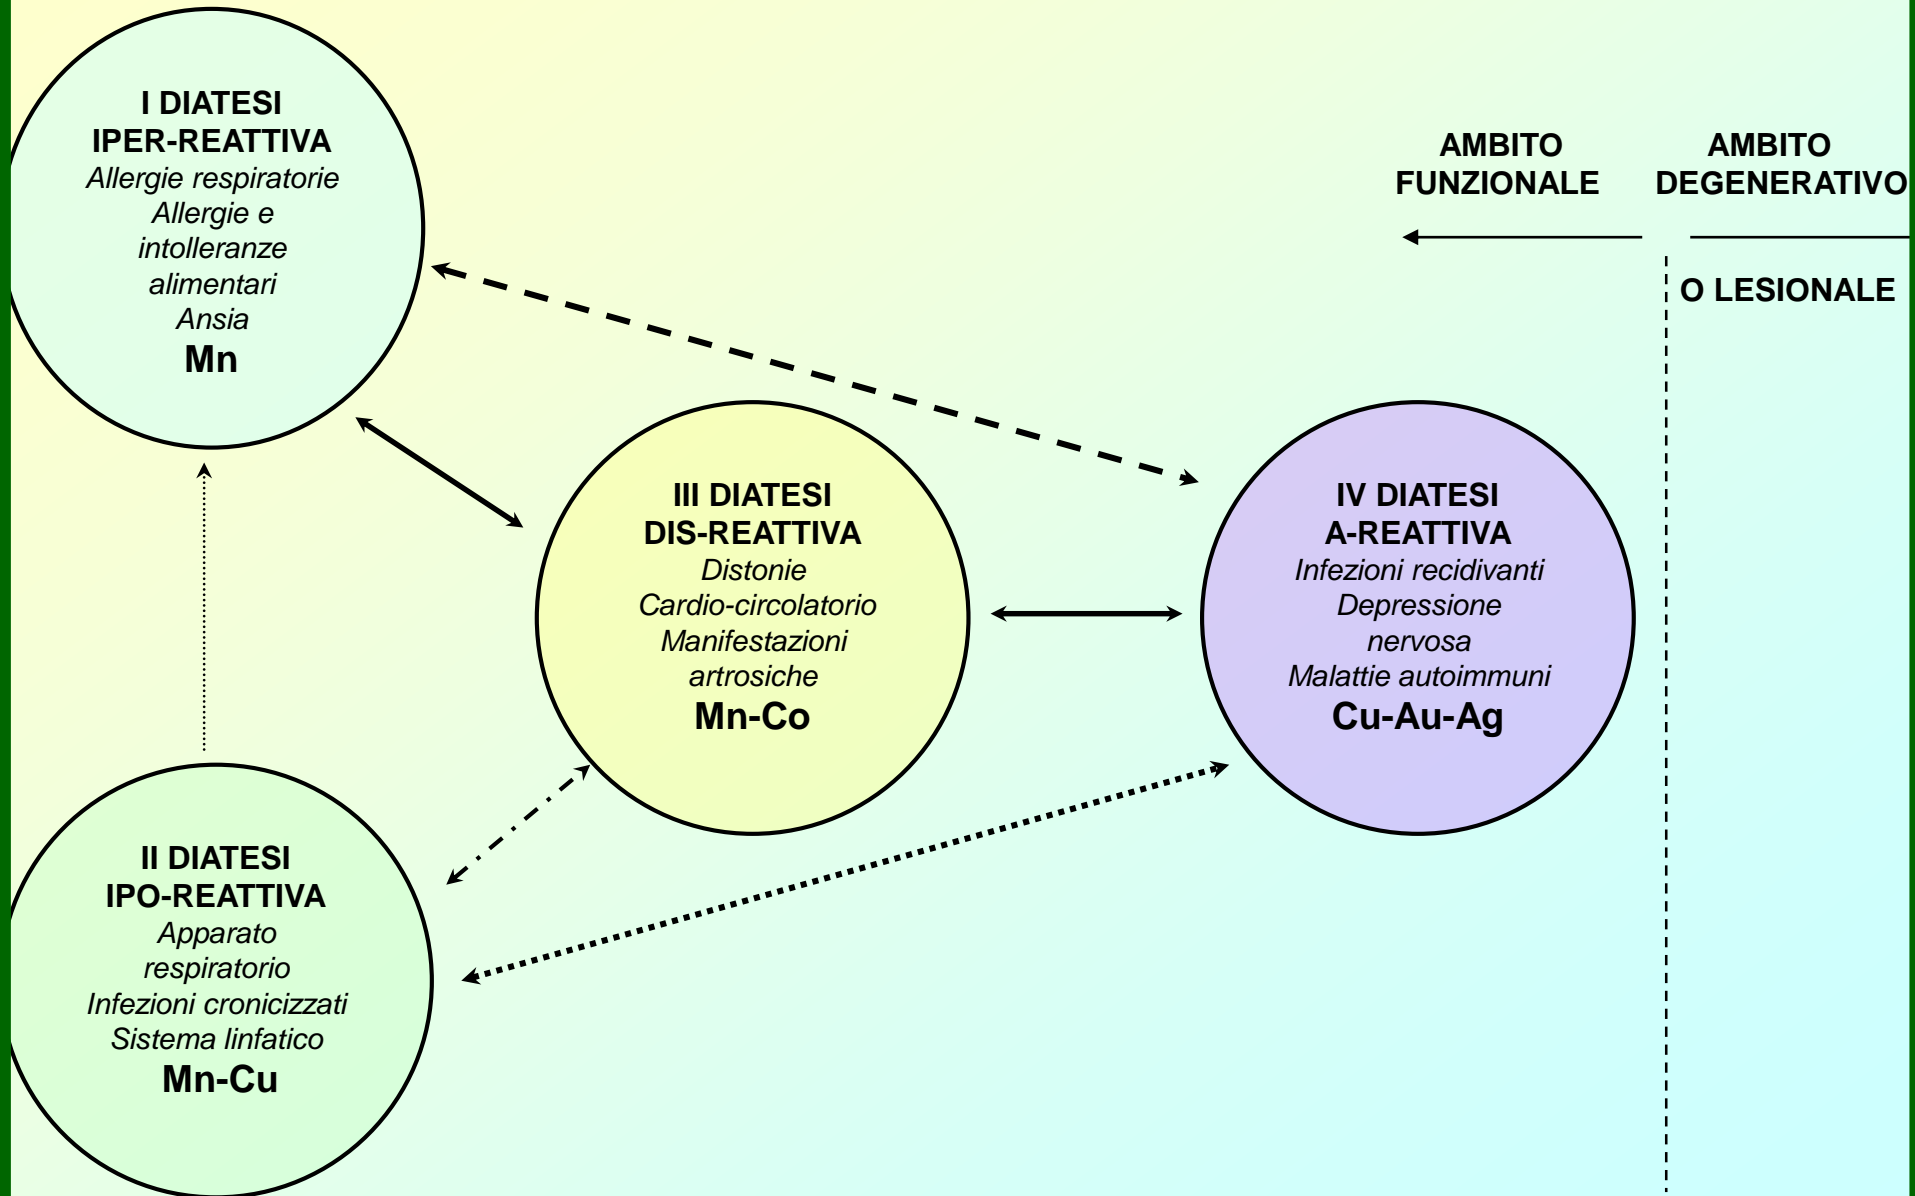 I DIATESI
IPER-REATTIVA
Allergie respiratorie
Allergie e
intolleranze
alimentari
Ansia
Mn
AMBITO
FUNZIONALE
AMBITO
DEGENERATIVO
O LESIONALE
III DIATESI
DIS-REATTIVA
Distonie
Cardio-circolatorio
Manifestazioni
artrosiche
Mn-Co
IV DIATESI
A-REATTIVA
Infezioni recidivanti
Depressione
nervosa
Malattie autoimmuni
Cu-Au-Ag
II DIATESI
IPO-REATTIVA
Apparato
respiratorio
Infezioni cronicizzati
Sistema linfatico
Mn-Cu